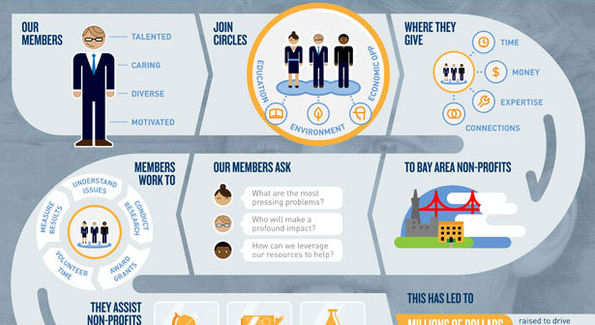 OUR
MEMBERS
TALENTED
CARING
DIVERSE
MOTIVATED
JOIN
CIRCLES
EDUCATION
ENVIRONMENT
ECONOMIC OPP
WHERE THEY
GIVE
TIME
$
MONEY
EXPERTISE
CONNECTIONS
MEMBERS
WORK TO
UNDERSTAND
ISSUES
CONDUCT
RESEARCH
AWARD
GRANTS
VOLUNTEER
TIME
MEASURE
RESULTS
OUR MEMBERS ASK
What are the most
pressing problems?
Who will make a
profound impact?
How can we leverage
our resources to help?
TO BAY AREA NON-PROFITS
THEY ASSIST
NON-PROFITS
THIS HAS LED TO
MILLIONS OF DOLLARS
raised to drive